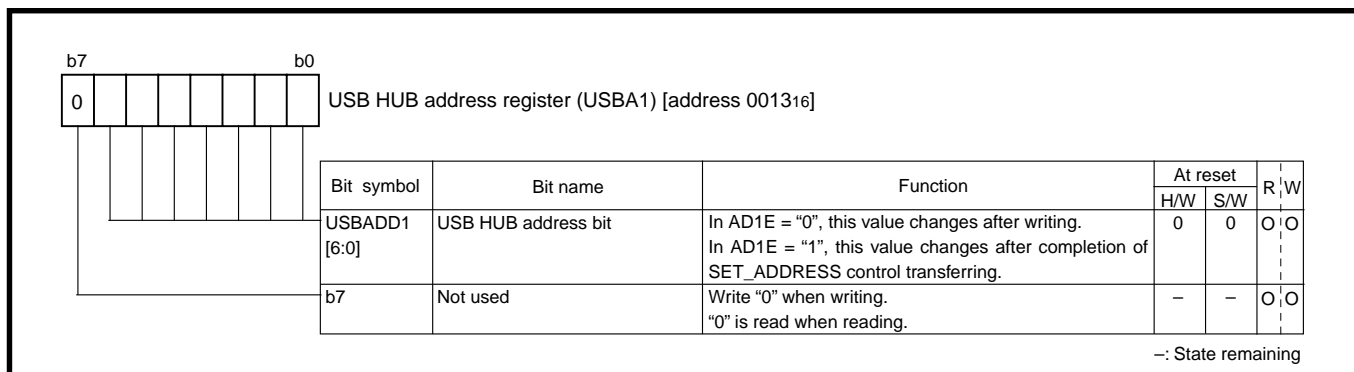 b7 b0
0 USB HUB address register (USBA1) [address 001316]
Bit symbol Bit name Function At reset R W
H/W S/W
USBADD1 USB HUB address bit In AD1E = “0”, this value changes after writing. 0 0 O O
[6:0] In AD1E = “1”, this value changes after completion of
SET_ADDRESS control transferring.
b7 Not used Write “0” when writing. – – O O
“0” is read when reading.
–: State remaining